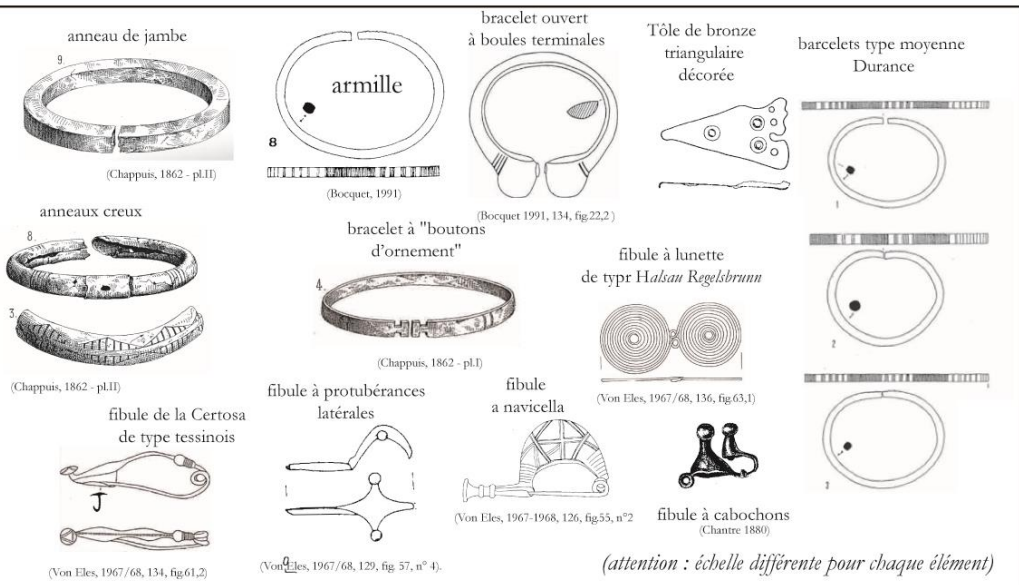 anneau de jambe
9.
(Chappuis, 1862 - pl.II)
armille
8
(Bocquet, 1991)
bracelet ouvert
à boules terminales
(Bocquet 1991, 134, fig.22,2 )
Tôle de bronze
triangulaire
décorée
barcelets type moyenne
Durance
1
2
3
anneaux creux
8.
3.
(Chappuis, 1862 - pl.II)
bracelet à "boutons
d'ornement"
4.
(Chappuis, 1862 - pl.I)
fibule à lunette
de typr Halsau Regelsbrunn
(Von Eles, 1967/68, 136, fig.63,1)
fibule de la Certosa
de type tessinois
(Von Eles, 1967/68, 134, fig.61,2)
fibule à protubérances
latérales
(Von Eles, 1967/68, 129, fig. 57, n° 4).
fibule
a navicella
(Von Eles, 1967-1968, 126, fig.55, n°2
fibule à cabochons
(Chantre 1880)
(attention : échelle différente pour chaque élément)